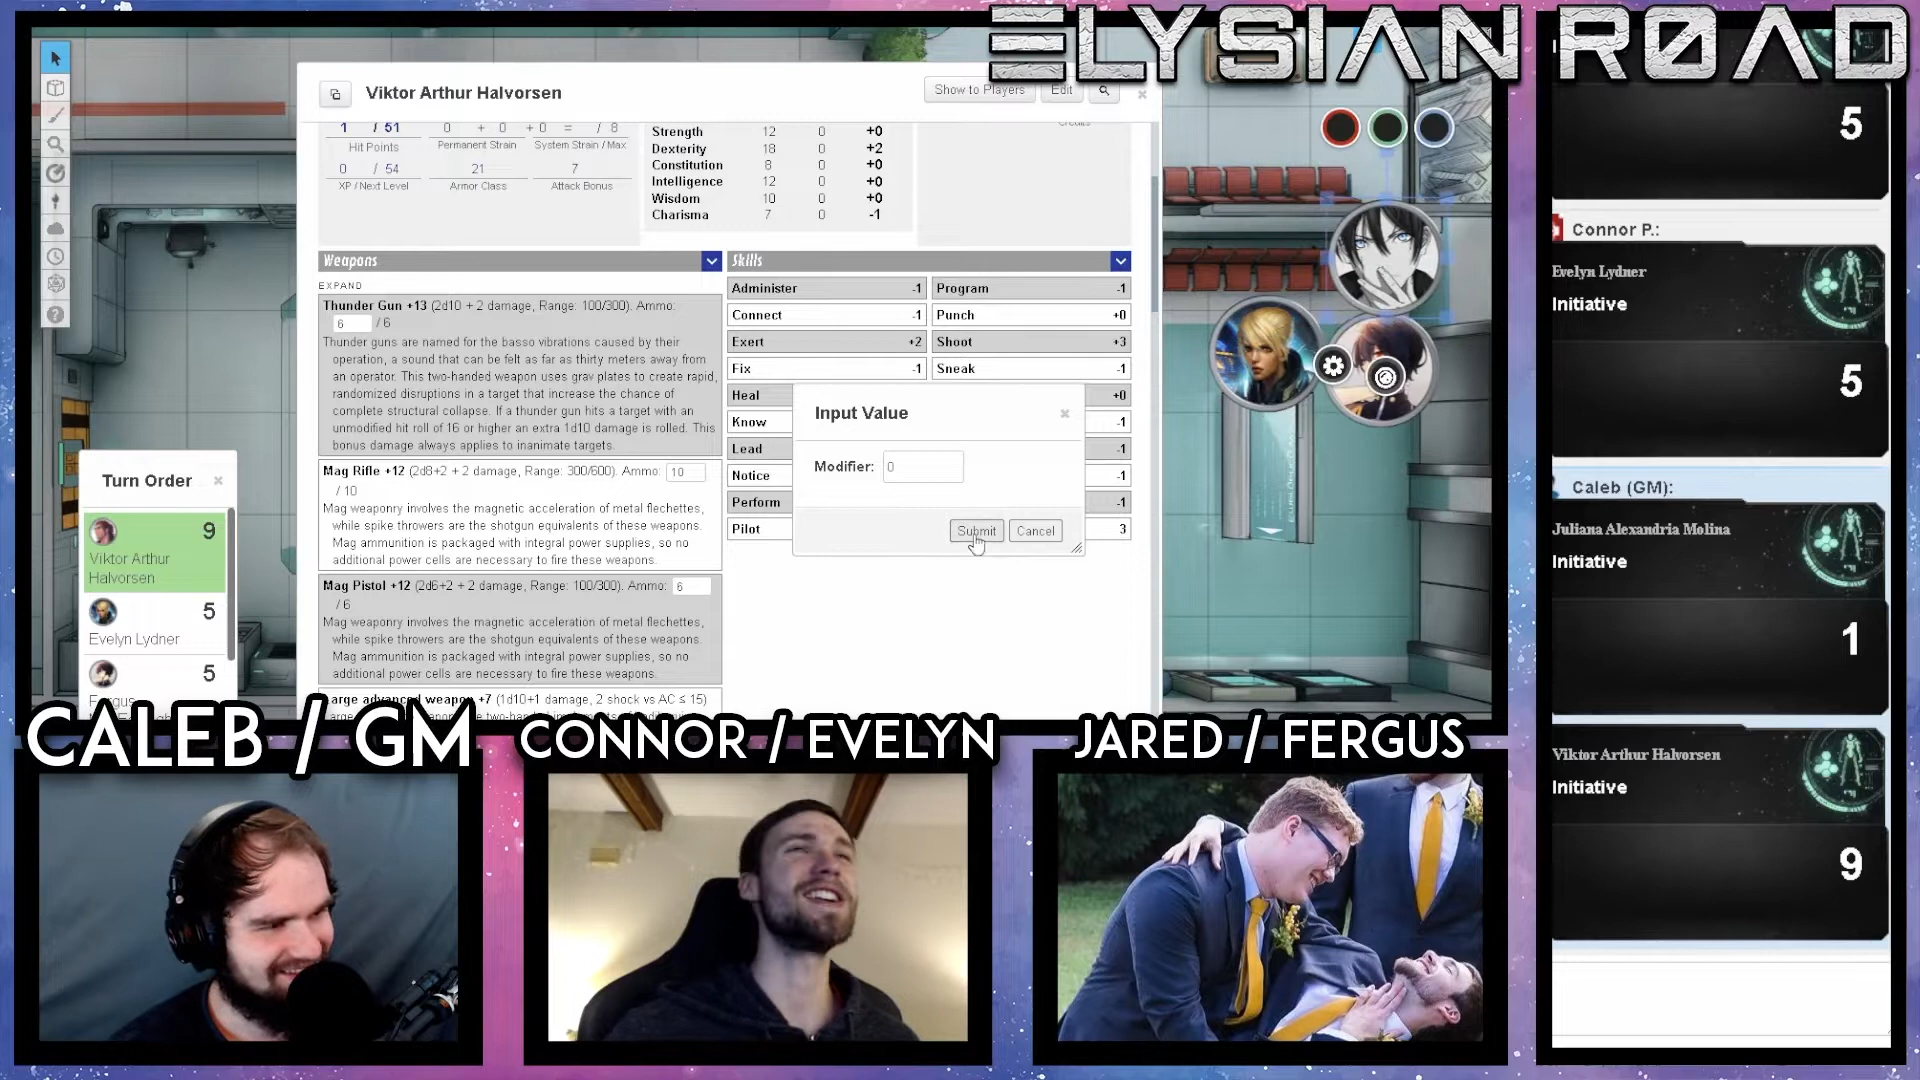 ELYSIAN RØAD
Viktor Arthur Halvorsen
Show to Players
Edit
1 / 51
Hit Points
0 + 0 + 0 = / 8
Permanent Strain
System Strain / Max
0 / 54
XP / Next Level
21
Armor Class
7
Attack Bonus
Strength 12 0 +0
Dexterity 18 0 +2
Constitution 8 0 +0
Intelligence 12 0 +0
Wisdom 10 0 +0
Charisma 7 0 -1
Credits
Weapons
EXPAND
Thunder Gun +13 (2d10 + 2 damage, Range: 100/300). Ammo:
6 / 6
Thunder guns are named for the basso vibrations caused by their
operation, a sound that can be felt as far as thirty meters away from
an operator. This two-handed weapon uses grav plates to create rapid,
randomized disruptions in a target that increase the chance of
complete structural collapse. If a thunder gun hits a target with an
unmodified hit roll of 16 or higher an extra 1d10 damage is rolled. This
bonus damage always applies to inanimate targets.
Mag Rifle +12 (2d8+2 + 2 damage, Range: 300/600). Ammo: 10
/ 10
Mag weaponry involves the magnetic acceleration of metal flechettes,
while spike throwers are the shotgun equivalents of these weapons.
Mag ammunition is packaged with integral power supplies, so no
additional power cells are necessary to fire these weapons.
Mag Pistol +12 (2d6+2 + 2 damage, Range: 100/300). Ammo: 6
/ 6
Mag weaponry involves the magnetic acceleration of metal flechettes,
while spike throwers are the shotgun equivalents of these weapons.
Mag ammunition is packaged with integral power supplies, so no
additional power cells are necessary to fire these weapons.
Large advanced weapon +7 (1d10+1 damage, 2 shock vs AC ≤ 15)
Skills
Administer -1
Program -1
Connect -1
Punch +0
Exert +2
Shoot +3
Fix -1
Sneak -1
Heal
+0
Know
-1
Lead
-1
Notice
-1
Perform
-1
Pilot
3
Input Value
Modifier: 0
Submit
Cancel
Turn Order
9
Viktor Arthur
Halvorsen
5
Evelyn Lydner
5
Fergus
5
Connor P.:
Evelyn Lydner
Initiative
5
Caleb (GM):
Juliana Alexandria Molina
Initiative
1
Viktor Arthur Halvorsen
Initiative
9
CALEB / GM
CONNOR / EVELYN
JARED / FERGUS